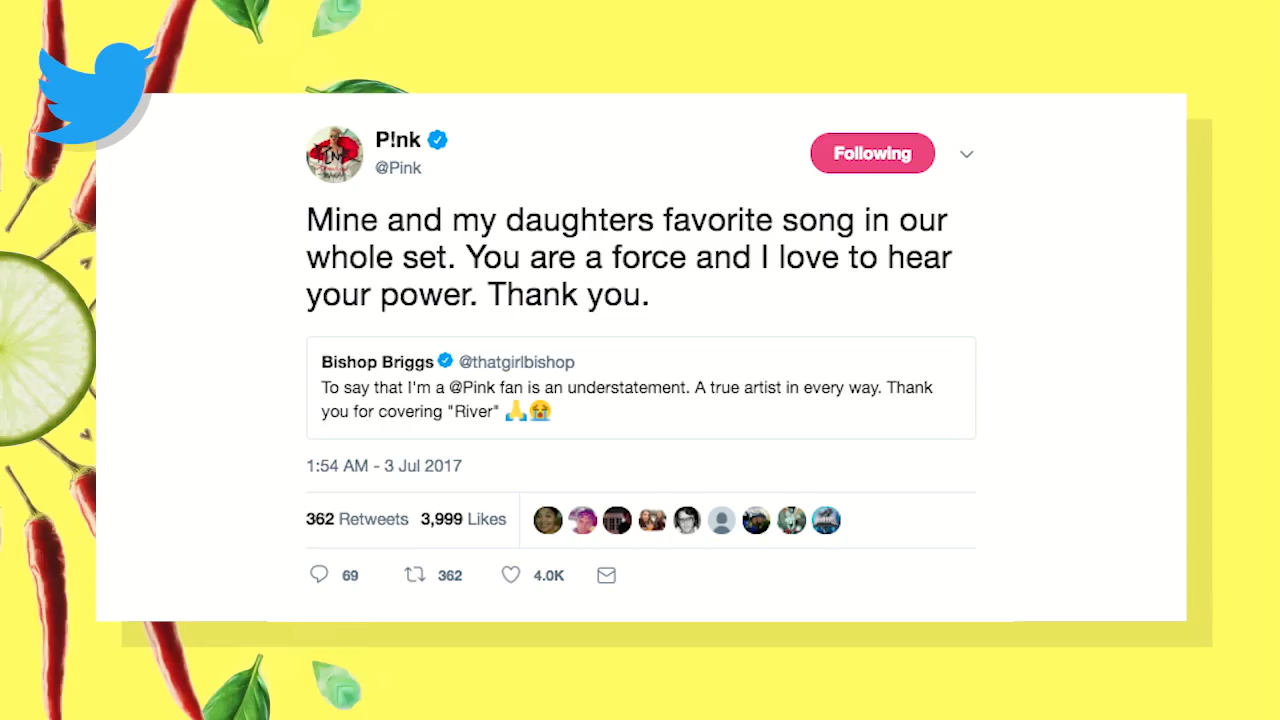 P!nk
@Pink
Following
Mine and my daughters favorite song in our
whole set. You are a force and I love to hear
your power. Thank you.
Bishop Briggs @thatgirlbishop
To say that I'm a @Pink fan is an understatement. A true artist in every way. Thank
you for covering "River" 🙏😭
1:54 AM - 3 Jul 2017
362 Retweets 3,999 Likes
69 362 4.0K